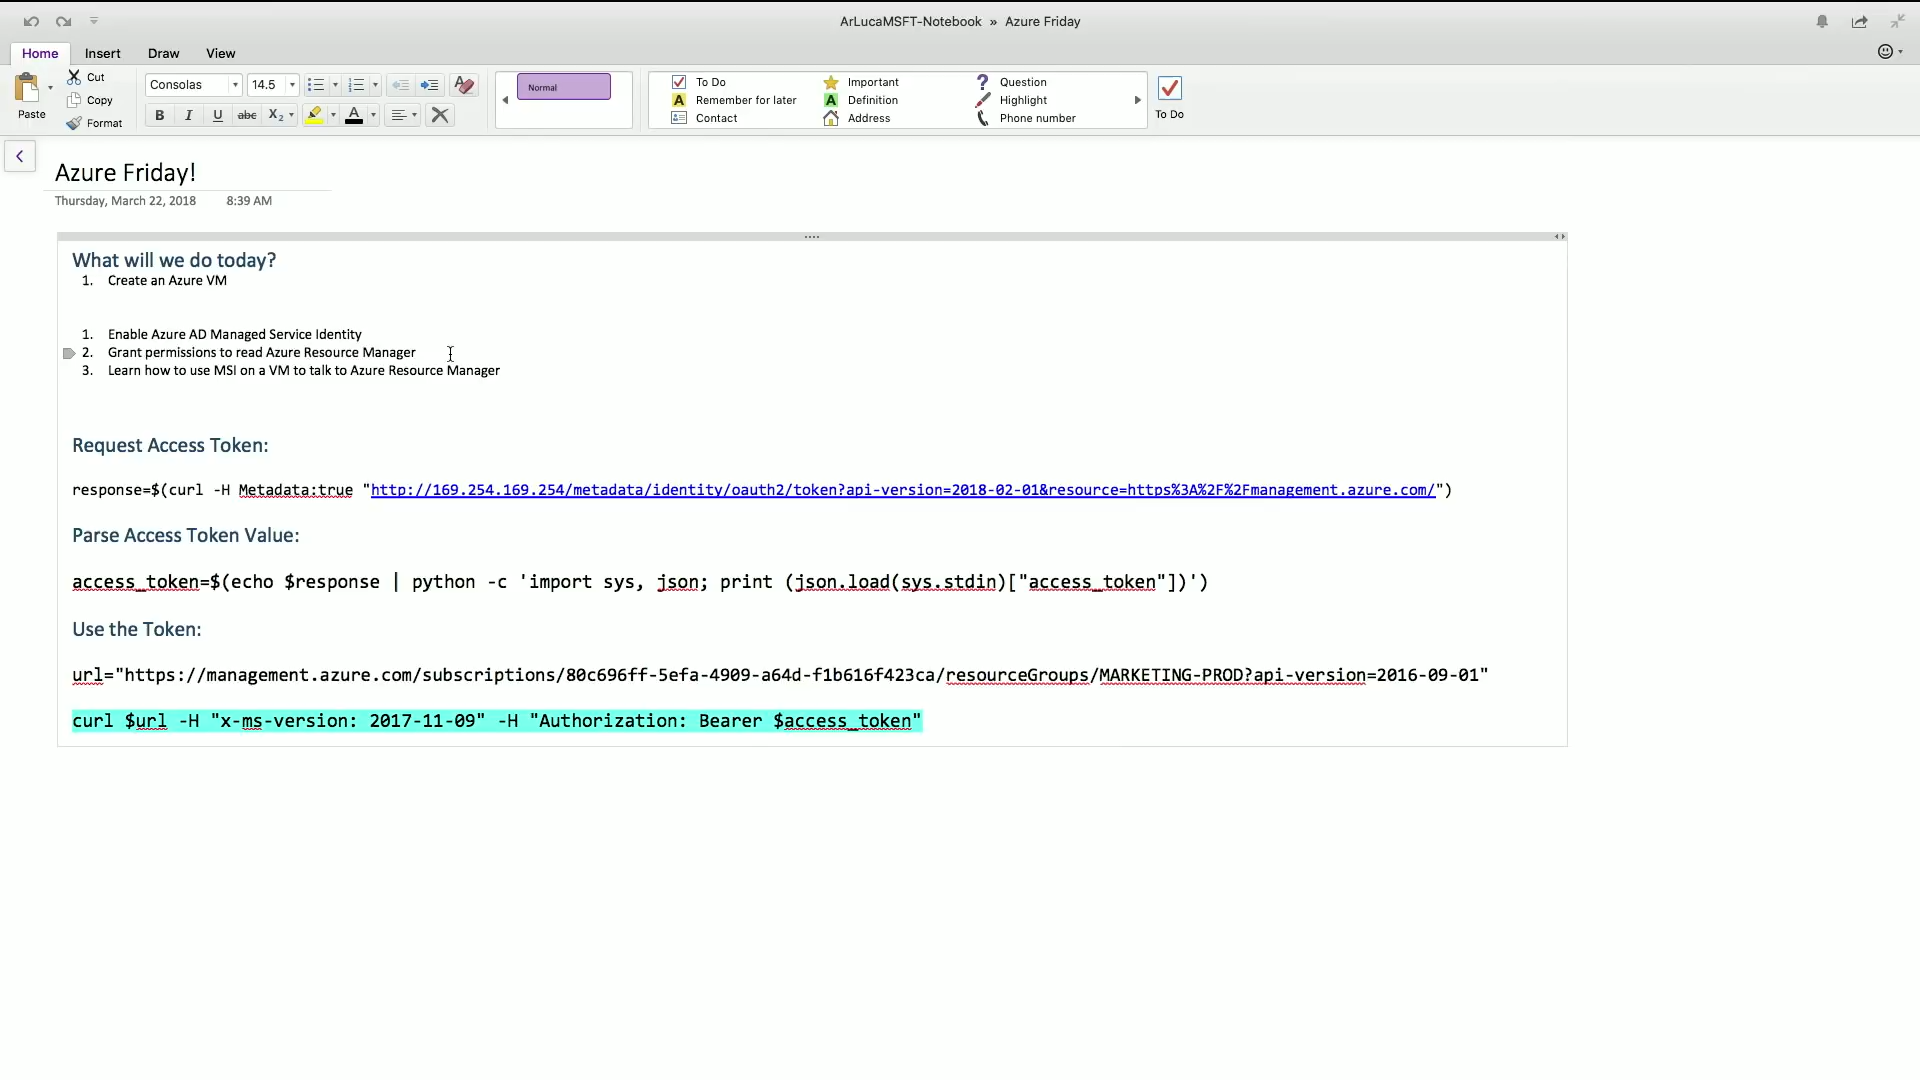 ArLucaMSFT-Notebook » Azure Friday
Home Insert Draw View
Paste
Cut
Copy
Format
Consolas 14.5
B I U abc X2 A
Normal
To Do
Remember for later
Contact
Important
Definition
Address
Question
Highlight
Phone number
To Do
Azure Friday!
Thursday, March 22, 2018 8:39 AM
What will we do today?
1. Create an Azure VM
1. Enable Azure AD Managed Service Identity
2. Grant permissions to read Azure Resource Manager
3. Learn how to use MSI on a VM to talk to Azure Resource Manager
Request Access Token:
response=$(curl -H Metadata:true "http://169.254.169.254/metadata/identity/oauth2/token?api-version=2018-02-01&resource=https%3A%2F%2Fmanagement.azure.com/")
Parse Access Token Value:
access_token=$(echo $response | python -c 'import sys, json; print (json.load(sys.stdin)["access_token"])')
Use the Token:
url="https://management.azure.com/subscriptions/80c696ff-5efa-4909-a64d-f1b616f423ca/resourceGroups/MARKETING-PROD?api-version=2016-09-01"
curl $url -H "x-ms-version: 2017-11-09" -H "Authorization: Bearer $access_token"